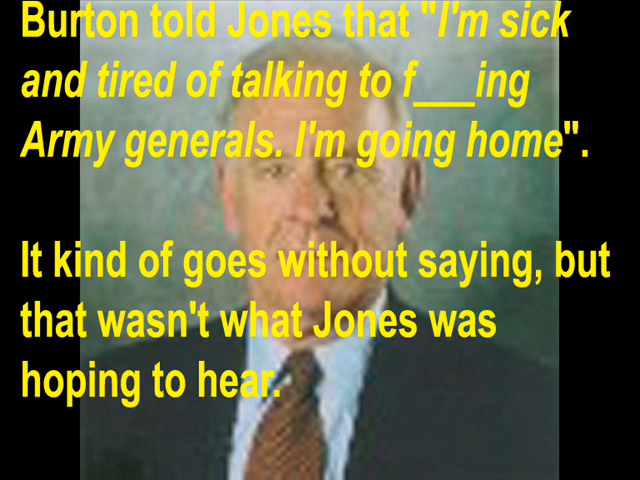 Burton told Jones that "I'm sick
and tired of talking to f___ing
Army generals. I'm going home".
It kind of goes without saying, but
that wasn't what Jones was
hoping to hear.